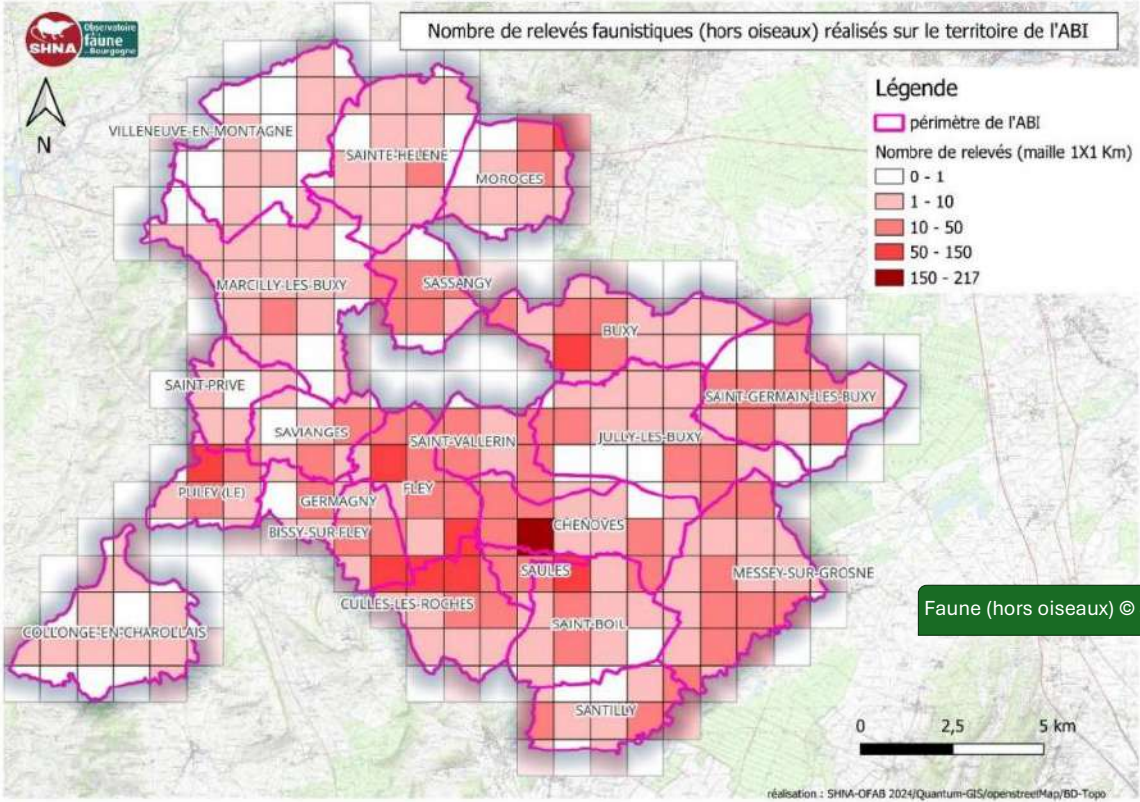 SHNA
Observatoire
faune
de Bourgogne
Nombre de relevés faunistiques (hors oiseaux) réalisés sur le territoire de l'ABI
N
Légende
périmètre de l'ABI
Nombre de relevés (maille 1X1 Km)
0 - 1
1 - 10
10 - 50
50 - 150
150 - 217
VILLENEUVE-EN-MONTAGNE
SAINTE-HELENE
MOROGES
MARCILLY-LES-BUXY
SASSANGY
BUXY
SAINT-PRIVE
SAINT-GERMAIN-LES-BUXY
SAVIANGES
SAINT-VALLERIN
JULLY-LES-BUXY
PULEY (LE)
GERMAGNY
FLEY
BISSY-SUR-FLEY
CHENOVES
SAULES
MESSEY-SUR-GROSNE
CULLES-LES-ROCHES
SAINT-BOIL
COLLONGE-EN-CHAROLLAIS
Faune (hors oiseaux) ©
SANTILLY
0 2,5 5 km
réalisation : SHNA-OFAB 2024/Quantum-GIS/openstreetMap/BD-Topo